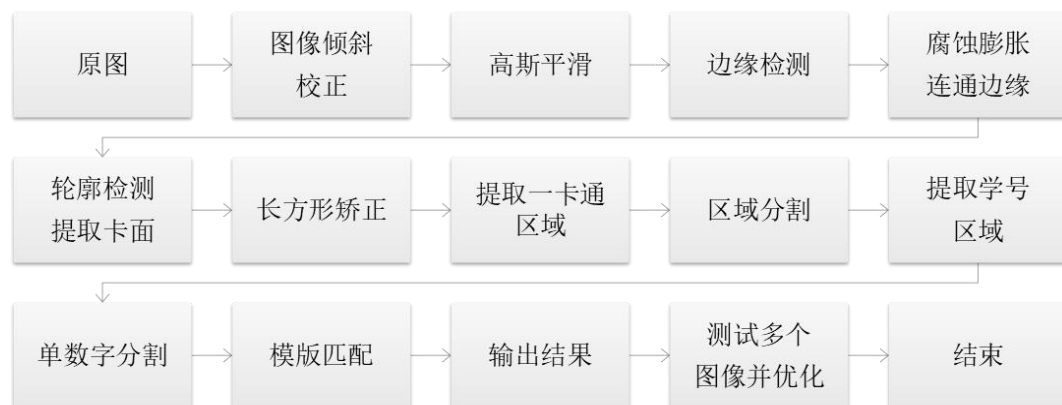 原图
图像倾斜
校正
高斯平滑
边缘检测
腐蚀膨胀
连通边缘
轮廓检测
提取卡面
长方形矫正
提取一卡通
区域
区域分割
提取学号
区域
单数字分割
模版匹配
输出结果
测试多个
图像并优化
结束